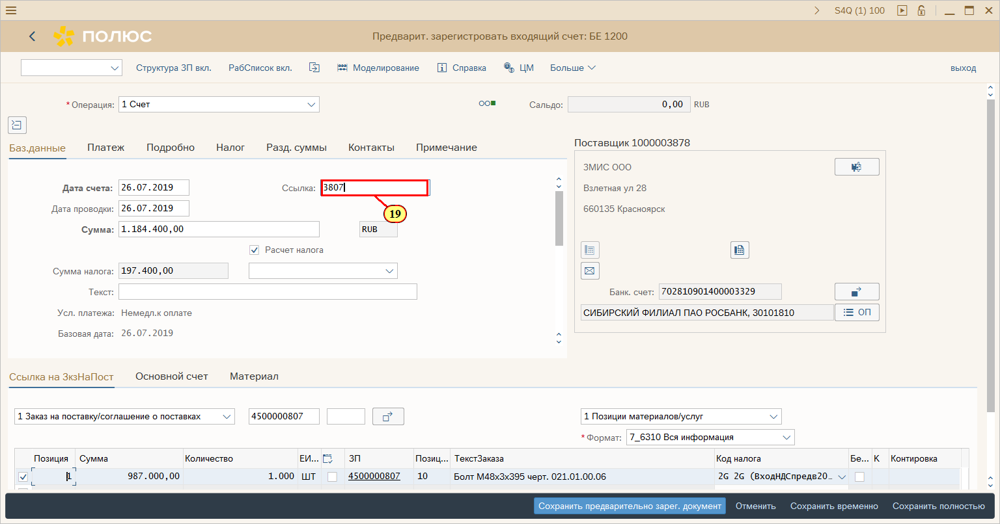 S4Q (1) 100
ПОЛЮС
Предварит. зарегистровать входящий счет: БЕ 1200
Структура ЗП вкл. РабСписок вкл. Моделирование Справка ЦМ Больше выход
* Операция: 1 Счет Сальдо: 0,00 RUB
Баз.данные Платеж Подробно Налог Разд. суммы Контакты Примечание
Поставщик 1000003878
Дата счета: 26.07.2019 Ссылка: 3807
19
Дата проводки: 26.07.2019
Сумма: 1.184.400,00 RUB
Расчет налога
Сумма налога: 197.400,00
Текст:
Усл. платежа: Немедл.к оплате
Базовая дата: 26.07.2019
ЗМИС ООО
Взлетная ул 28
660135 Красноярск
Банк. счет: 702810901400003329
СИБИРСКИЙ ФИЛИАЛ ПАО РОСБАНК, 30101810 ОП
Ссылка на ЗкзНаПост Основной счет Материал
1 Заказ на поставку/соглашение о поставках 4500000807 1 Позиции материалов/услуг
* Формат: 7_6310 Вся информация
Позиция Сумма Количество ЕИ... ЗП Позиц... ТекстЗаказа Код налога Бе... К Контировка
1 987.000,00 1.000 ШТ 4500000807 10 Болт М48х3х395 черт. 021.01.00.06 2G 2G (ВходНДСпредв20...
Сохранить предварительно зарег. документ Отменить Сохранить временно Сохранить полностью